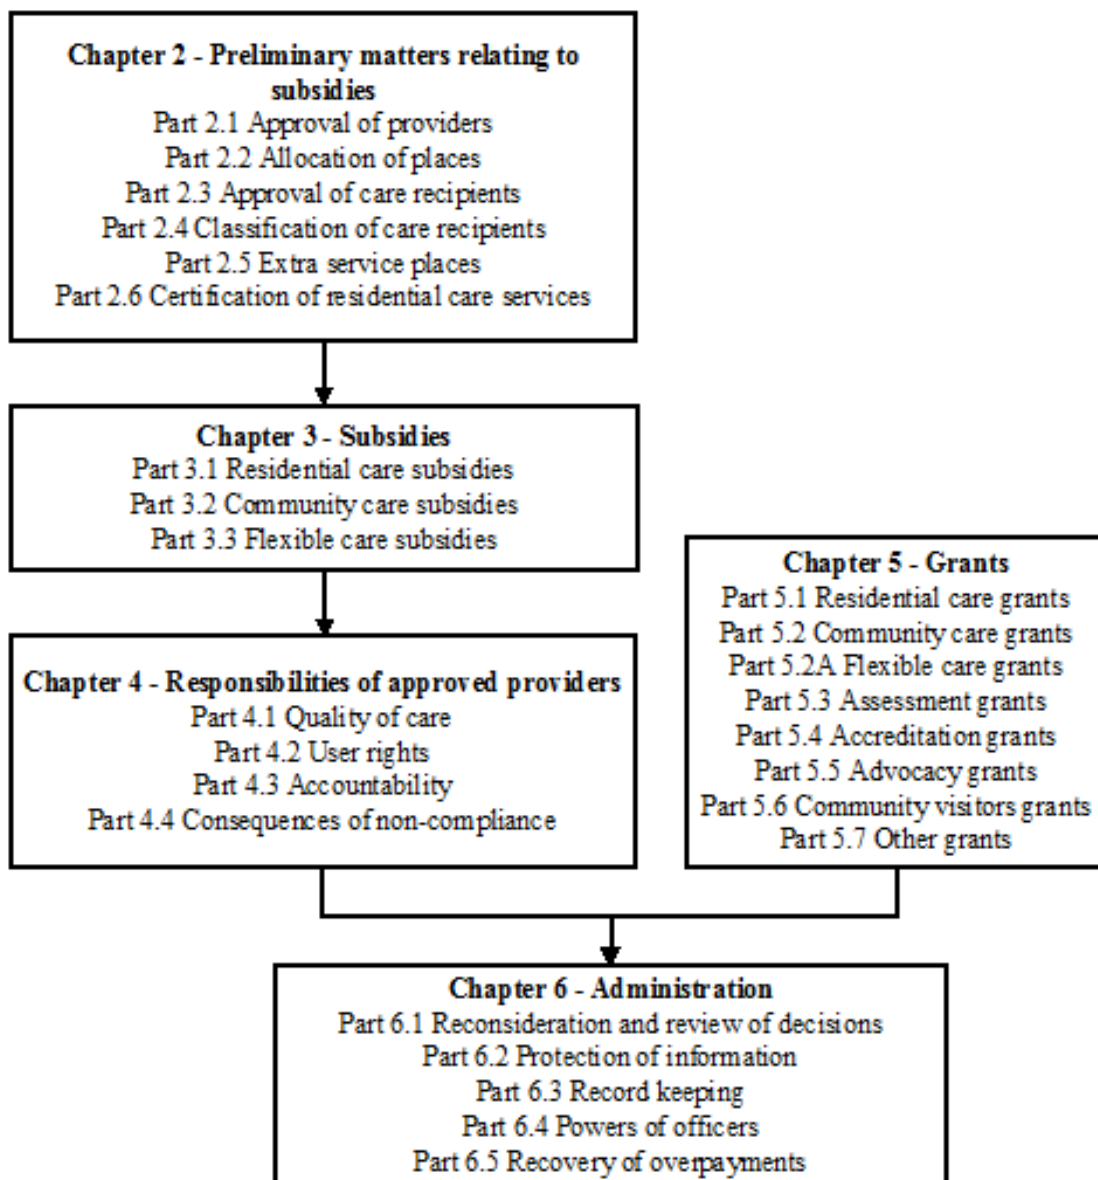 Chapter 2 - Preliminary matters relating to
subsidies
Part 2.1 Approval of providers
Part 2.2 Allocation of places
Part 2.3 Approval of care recipients
Part 2.4 Classification of care recipients
Part 2.5 Extra service places
Part 2.6 Certification of residential care services
Chapter 3 - Subsidies
Part 3.1 Residential care subsidies
Part 3.2 Community care subsidies
Part 3.3 Flexible care subsidies
Chapter 4 - Responsibilities of approved providers
Part 4.1 Quality of care
Part 4.2 User rights
Part 4.3 Accountability
Part 4.4 Consequences of non-compliance
Chapter 5 - Grants
Part 5.1 Residential care grants
Part 5.2 Community care grants
Part 5.2A Flexible care grants
Part 5.3 Assessment grants
Part 5.4 Accreditation grants
Part 5.5 Advocacy grants
Part 5.6 Community visitors grants
Part 5.7 Other grants
Chapter 6 - Administration
Part 6.1 Reconsideration and review of decisions
Part 6.2 Protection of information
Part 6.3 Record keeping
Part 6.4 Powers of officers
Part 6.5 Recovery of overpayments